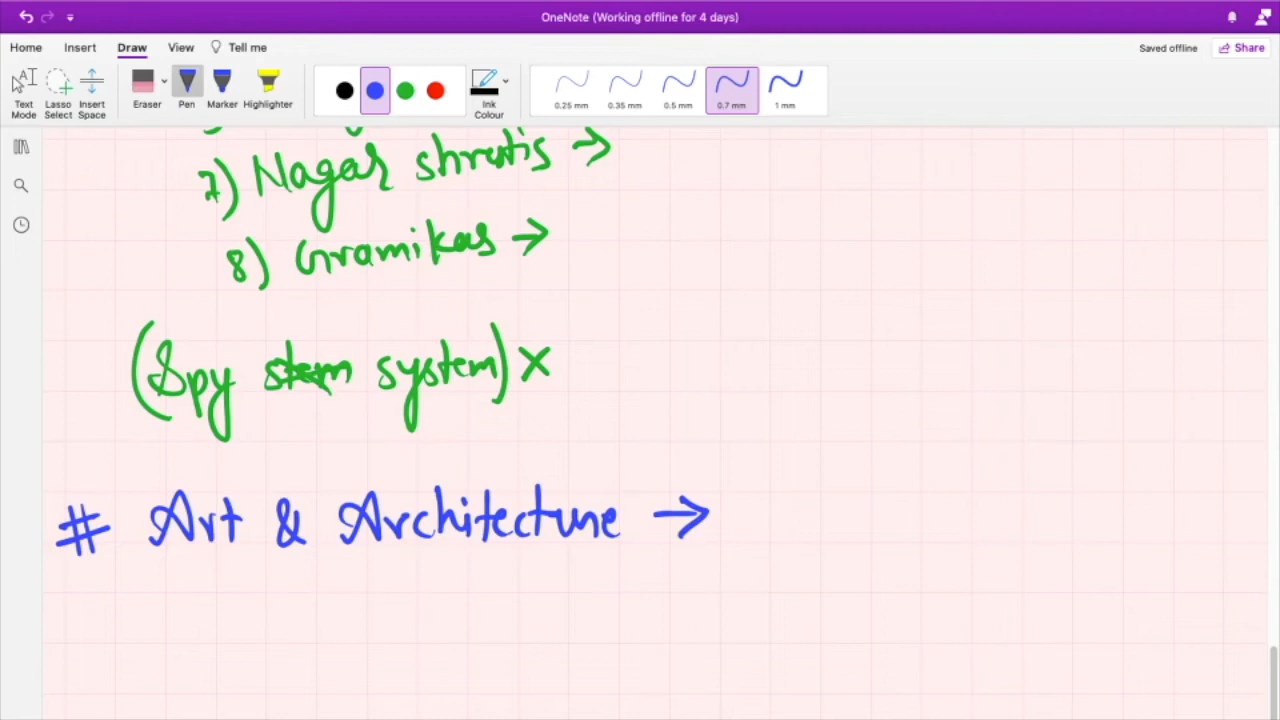 OneNote (Working offline for 4 days)
Home Insert Draw View Tell me Saved offline Share
Text Mode Lasso Select Insert Space Eraser Pen Marker Highlighter Ink Colour 0.25 mm 0.35 mm 0.5 mm 0.7 mm 1 mm
7) Nagar shrutis →
8) Gramikas →
(Spy system) X
# Art & Architecture →